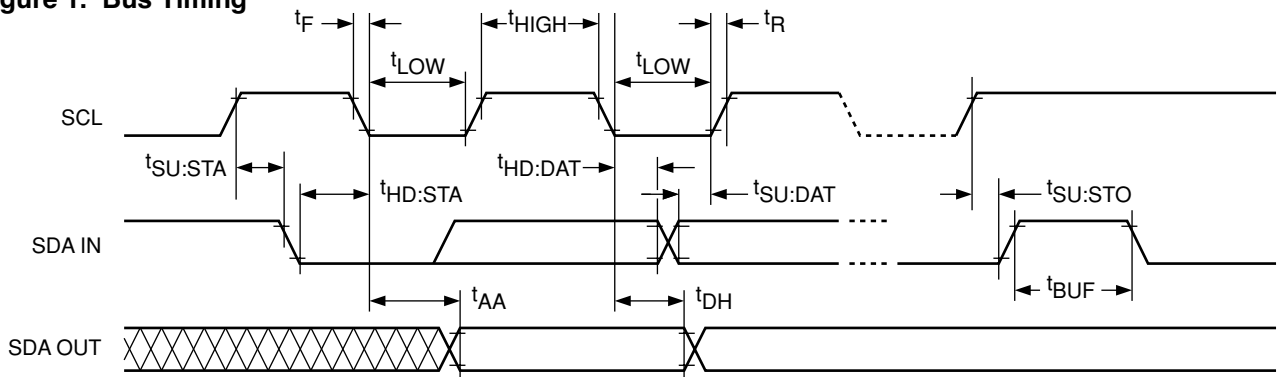 gure 1. Bus Timing
tF
tHIGH
tR
tLOW
tLOW
SCL
tSU:STA
tHD:STA
tHD:DAT
tSU:DAT
tSU:STO
SDA IN
tBUF
tAA
tDH
SDA OUT